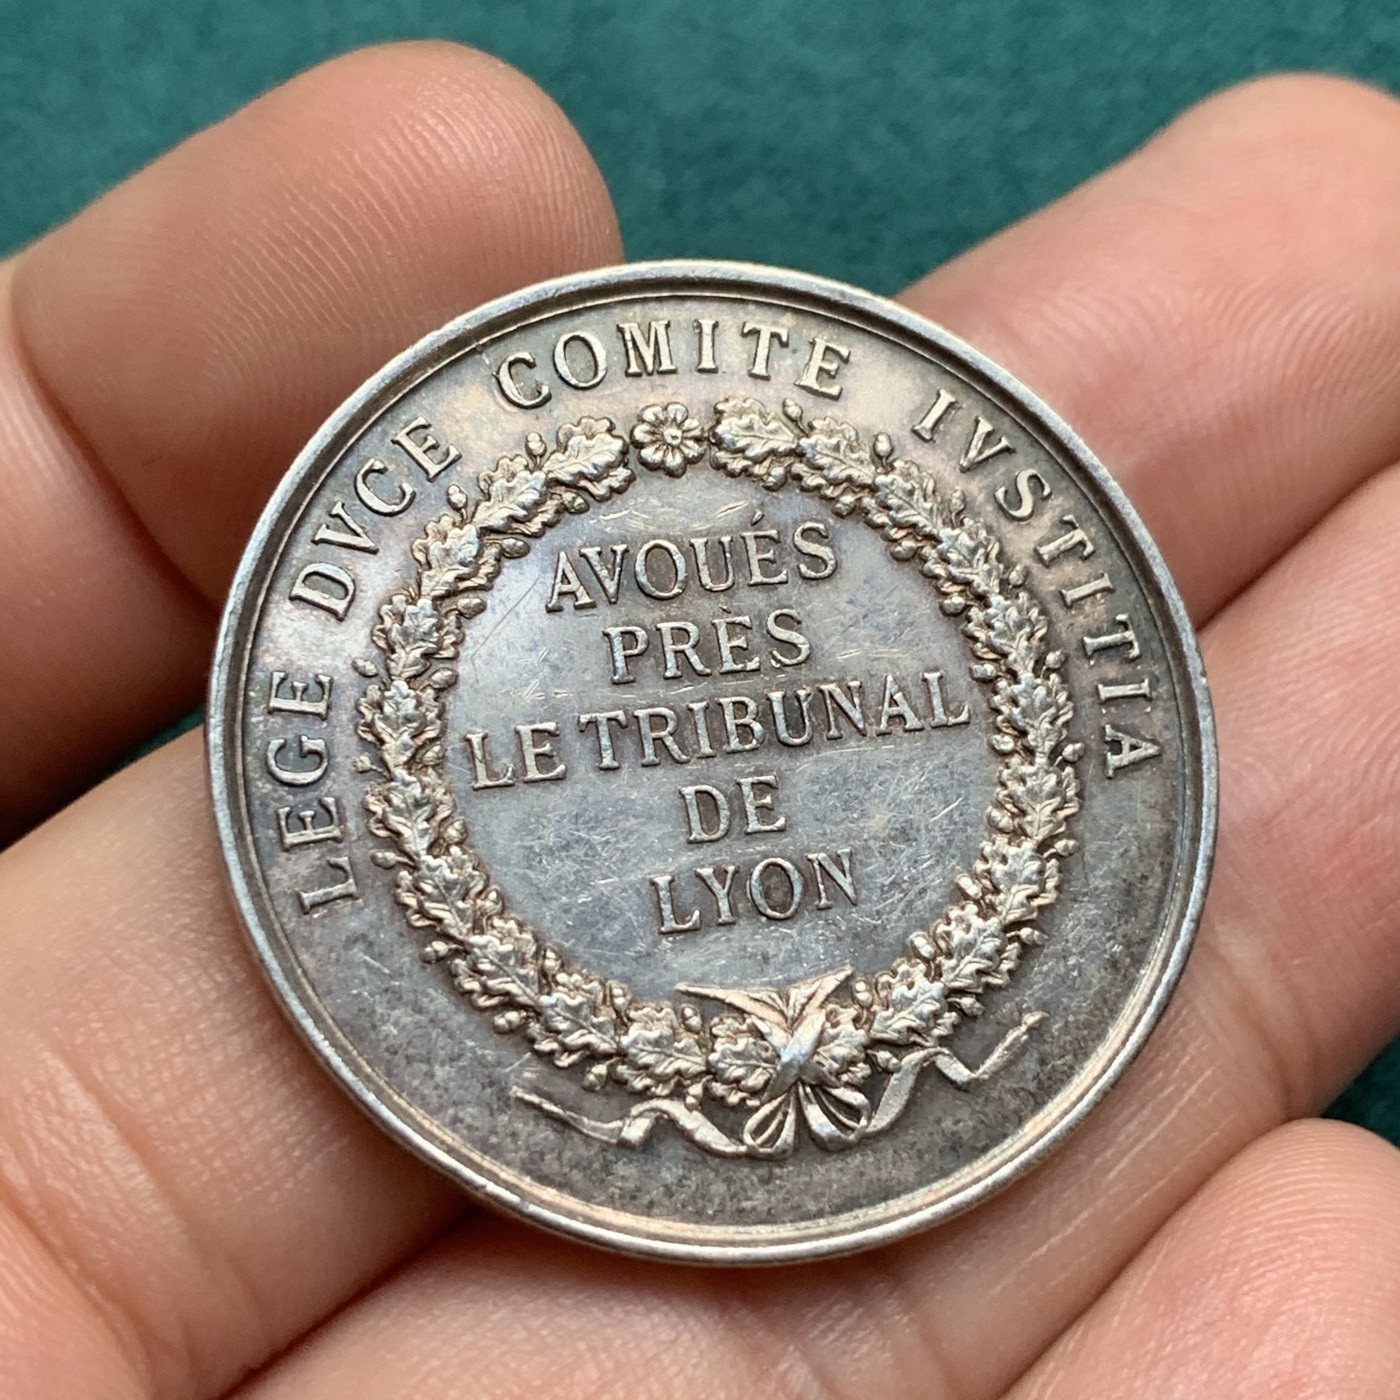 LEGE DVCE COMITE IVSTITIA
AVOUÉS
PRÈS
LE TRIBUNAL
DE
LYON